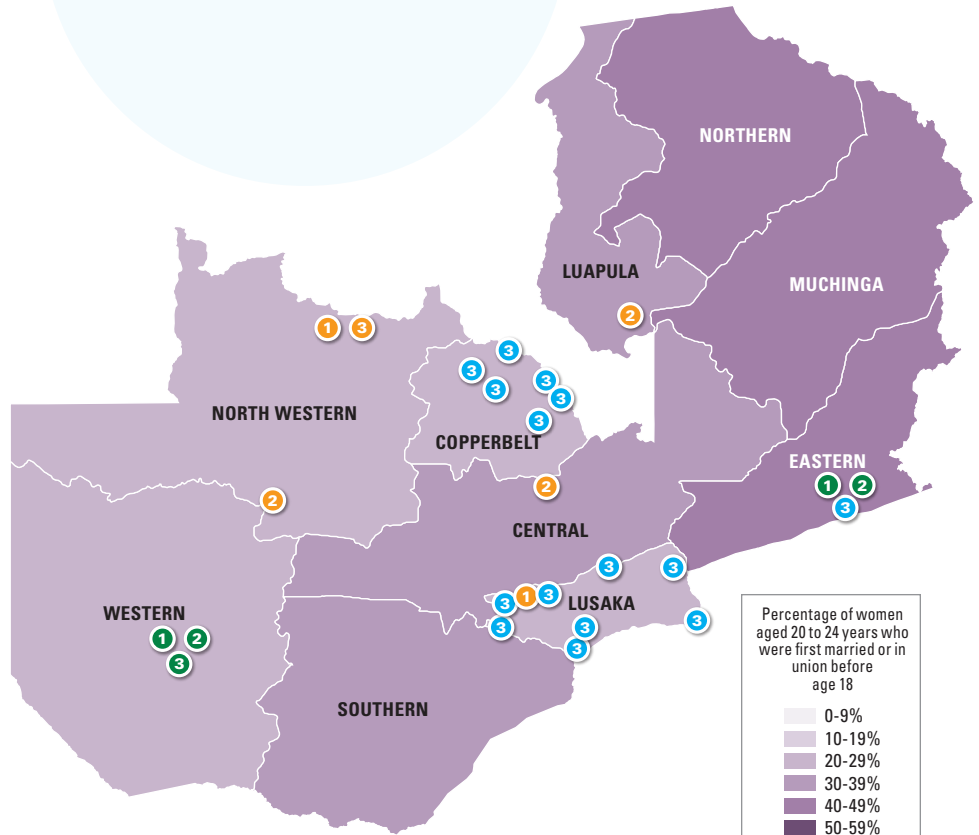 NORTHERN
LUAPULA
MUCHINGA
2
1 3
3
3 3
3 3
3
NORTH WESTERN
COPPERBELT
EASTERN
1 2
3
2
2
CENTRAL
3 3
1 3
3
LUSAKA
3 3 3
3
WESTERN
1 2
3
SOUTHERN
Percentage of women
aged 20 to 24 years who
were first married or in
union before
age 18
0-9%
10-19%
20-29%
30-39%
40-49%
50-59%